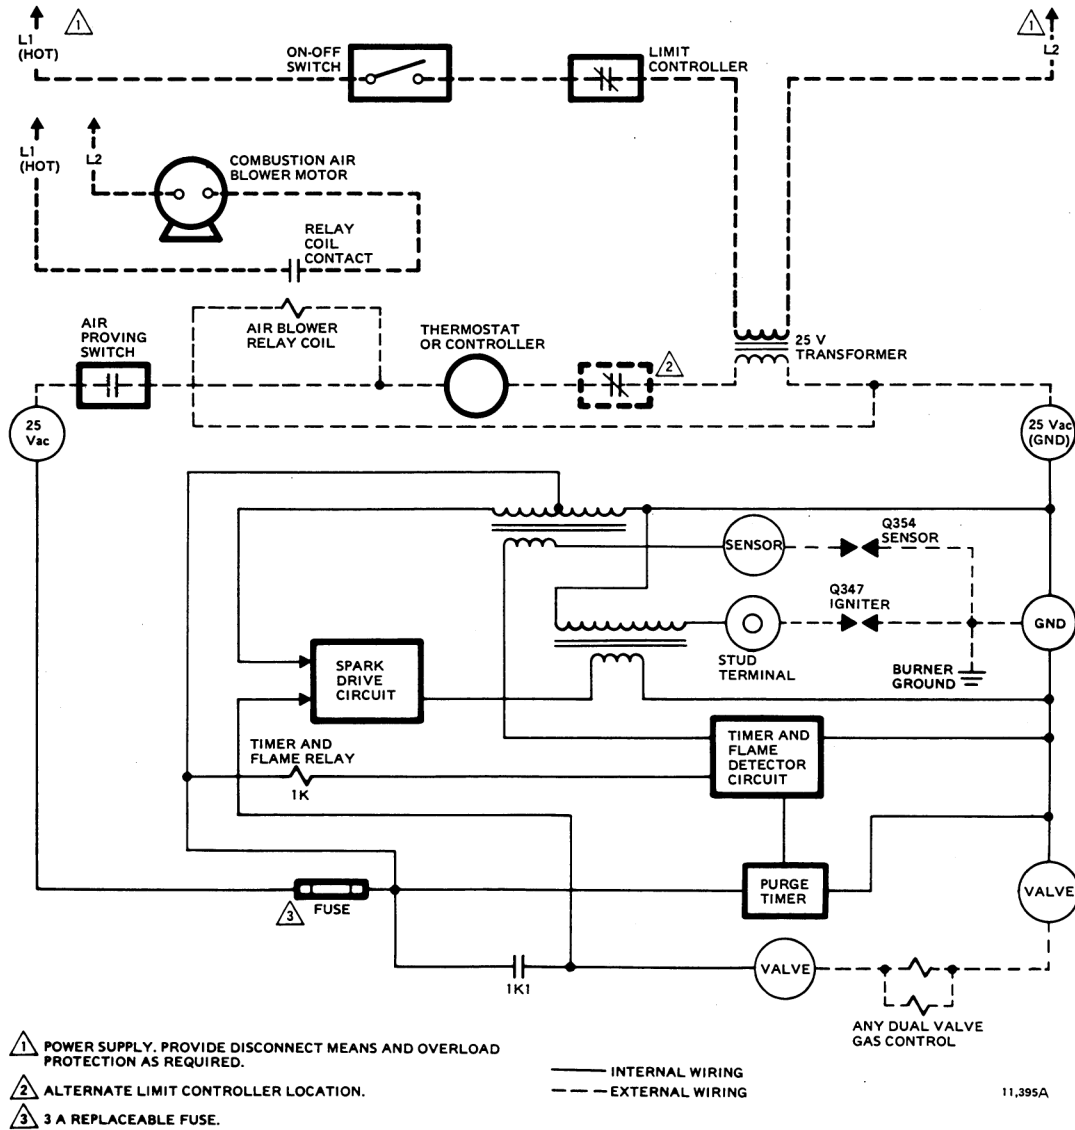 1
L1
(HOT)
ON-OFF
SWITCH
LIMIT
CONTROLLER
1
L2
L1
(HOT)
L2
COMBUSTION AIR
BLOWER MOTOR
RELAY
COIL
CONTACT
AIR
PROVING
SWITCH
AIR BLOWER
RELAY COIL
THERMOSTAT
OR CONTROLLER
2
25 V
TRANSFORMER
25
Vac
25 Vac
(GND)
SENSOR
Q354
SENSOR
Q347
IGNITER
GND
STUD
TERMINAL
BURNER
GROUND
SPARK
DRIVE
CIRCUIT
TIMER AND
FLAME RELAY
1K
TIMER AND
FLAME
DETECTOR
CIRCUIT
3
FUSE
PURGE
TIMER
VALVE
1K1
VALVE
ANY DUAL VALVE
GAS CONTROL
1 POWER SUPPLY. PROVIDE DISCONNECT MEANS AND OVERLOAD
PROTECTION AS REQUIRED.
2 ALTERNATE LIMIT CONTROLLER LOCATION.
3 3 A REPLACEABLE FUSE.
INTERNAL WIRING
EXTERNAL WIRING
11,395A